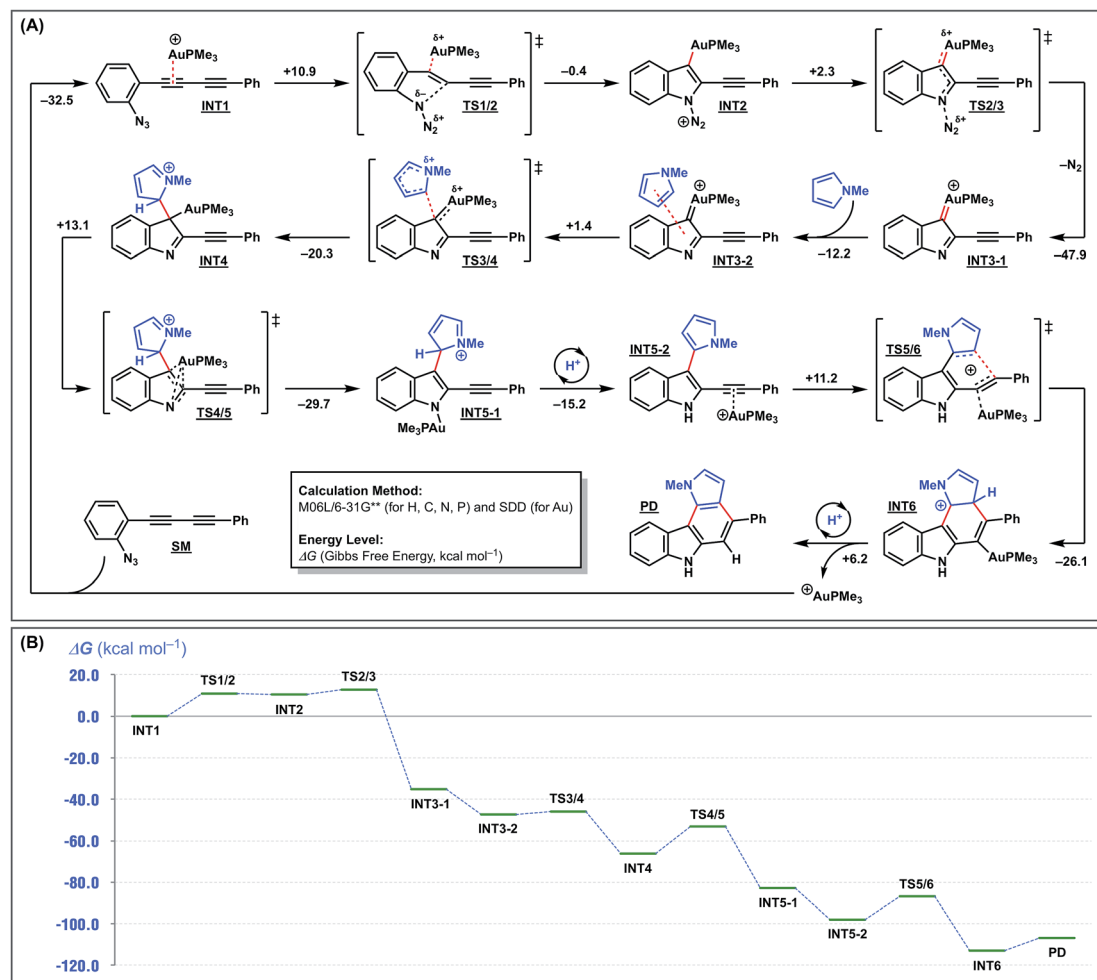 (A)
⊕
AuPMe₃
–32.5
Ph
N₃
INT1
+10.9
‡
δ+
AuPMe₃
Ph
δ–
N
δ+
N₂
TS1/2
–0.4
AuPMe₃
Ph
N
⊕N₂
INT2
+2.3
‡
δ+
AuPMe₃
Ph
N
δ+
N₂
TS2/3
–N₂
⊕
NMe
H
AuPMe₃
Ph
N
INT4
+13.1
–20.3
‡
δ+
NMe
δ+
AuPMe₃
Ph
N
TS3/4
+1.4
NMe
⊕
AuPMe₃
Ph
N
INT3-2
NMe
–12.2
⊕
AuPMe₃
Ph
N
INT3-1
–47.9
‡
⊕
NMe
H
AuPMe₃
Ph
N
TS4/5
–29.7
H
NMe
⊕
Ph
N
Me₃PAu
INT5-1
H⁺
–15.2
INT5-2
N
Me
Ph
N
H
⊕AuPMe₃
+11.2
TS5/6
‡
MeN
⊕
Ph
N
H
AuPMe₃
Ph
N₃
SM
Calculation Method:
M06L/6-31G** (for H, C, N, P) and SDD (for Au)
Energy Level:
ΔG (Gibbs Free Energy, kcal mol⁻¹)
PD
MeN
Ph
N
H
H
H⁺
+6.2
⊕AuPMe₃
INT6
MeN
⊕
H
Ph
N
H
AuPMe₃
–26.1
(B)
ΔG (kcal mol⁻¹)
20.0
0.0
-20.0
-40.0
-60.0
-80.0
-100.0
-120.0
INT1
TS1/2
INT2
TS2/3
INT3-1
INT3-2
TS3/4
INT4
TS4/5
INT5-1
INT5-2
TS5/6
INT6
PD